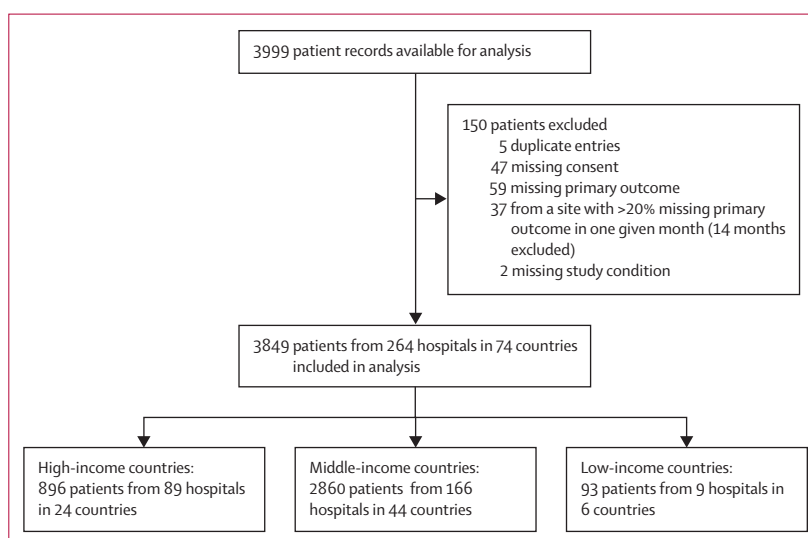 3999 patient records available for analysis
150 patients excluded
5 duplicate entries
47 missing consent
59 missing primary outcome
37 from a site with >20% missing primary
outcome in one given month (14 months
excluded)
2 missing study condition
3849 patients from 264 hospitals in 74 countries
included in analysis
High-income countries:
896 patients from 89 hospitals
in 24 countries
Middle-income countries:
2860 patients from 166
hospitals in 44 countries
Low-income countries:
93 patients from 9 hospitals in
6 countries